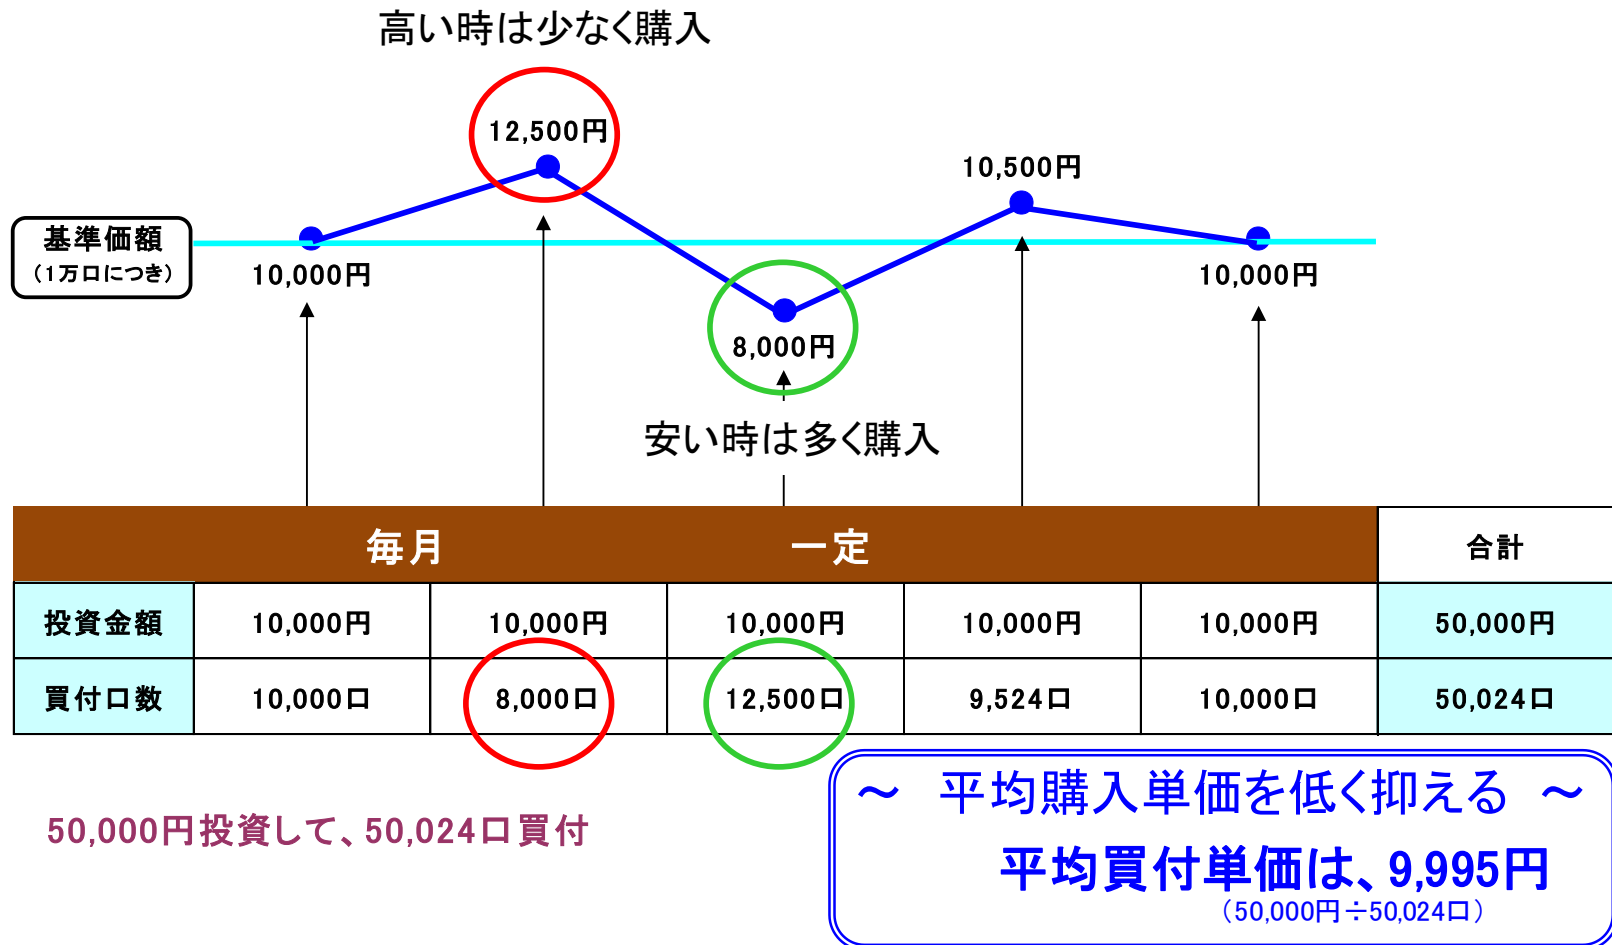 高い時は少なく購入
12,500円
10,500円
基準価額
（1万口につき）
10,000円
10,000円
8,000円
安い時は多く購入
毎月 一定 合計
投資金額 10,000円 10,000円 10,000円 10,000円 10,000円 50,000円
買付口数 10,000口 8,000口 12,500口 9,524口 10,000口 50,024口
～ 平均購入単価を低く抑える ～
50,000円投資して、50,024口買付
平均買付単価は、9,995円
（50,000円÷50,024口）